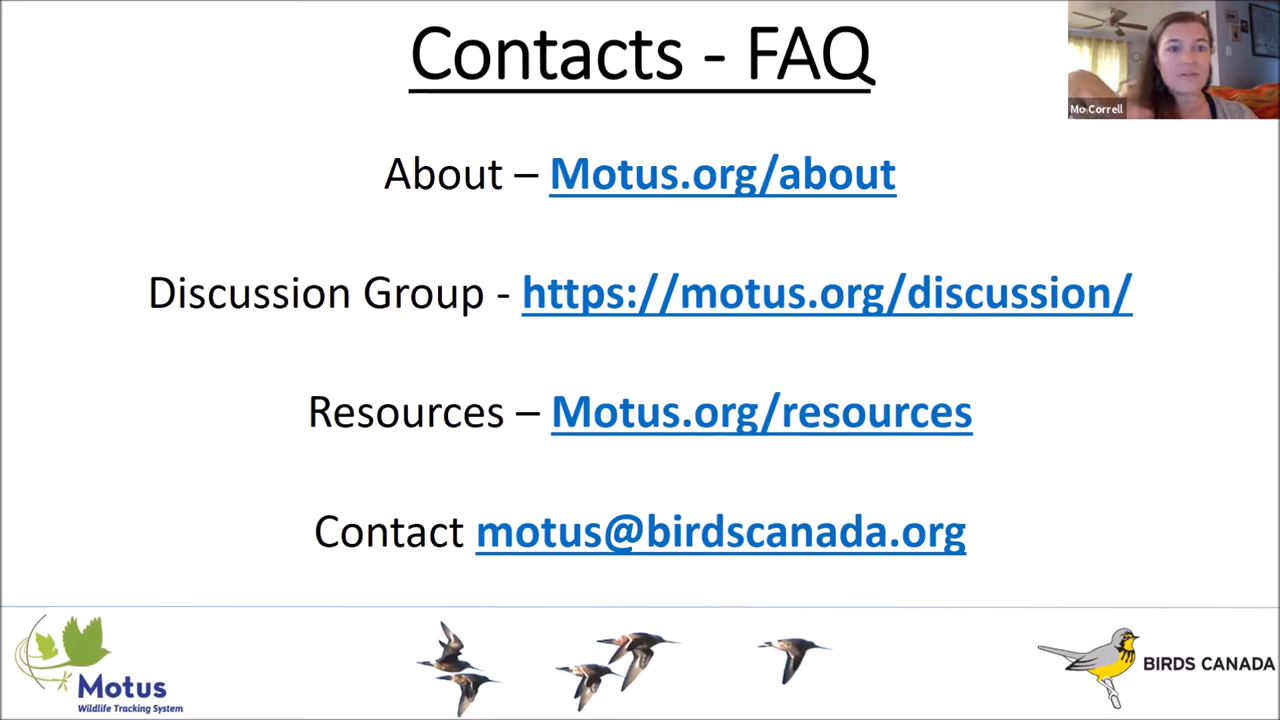 Contacts - FAQ
Mo Correll
About – Motus.org/about
Discussion Group - https://motus.org/discussion/
Resources – Motus.org/resources
Contact motus@birdscanada.org
Motus
Wildlife Tracking System
BIRDS CANADA